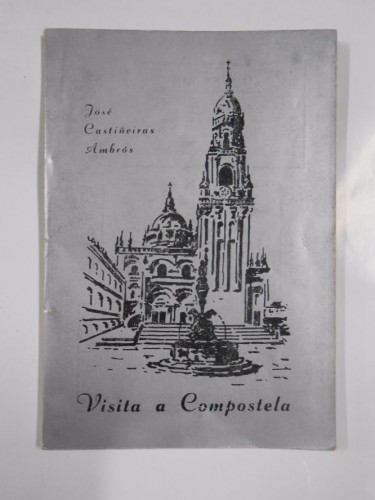 José
Castiñeiras
Ambrós
Visita a Compostela